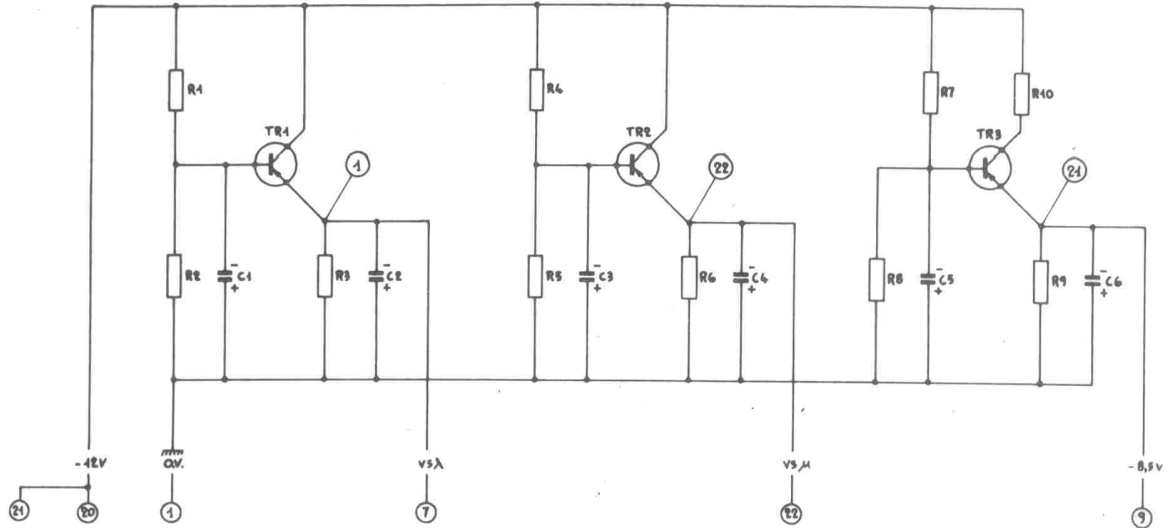 R1
R4
R7
R10
TR1
TR2
TR3
1
22
21
R2
C1
R3
C2
R5
C3
R6
C4
R8
C5
R9
C6
-12V
0.V.
VSλ
VSμ
-8,5V
21
20
1
7
22
9